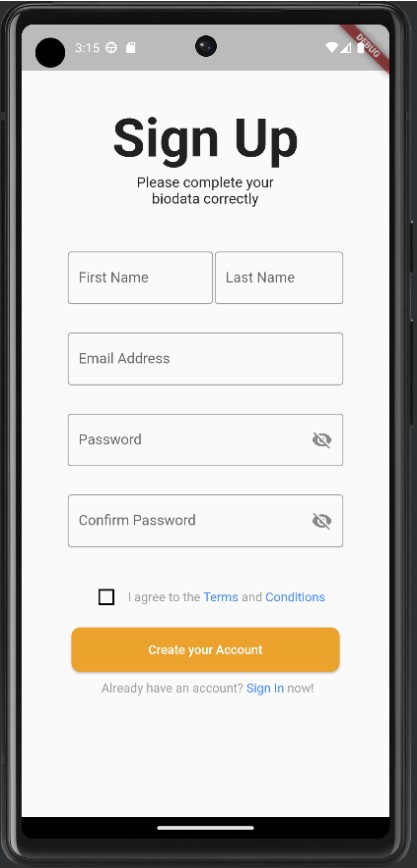 3:15
DEBUG
Sign Up
Please complete your
biodata correctly
First Name
Last Name
Email Address
Password
Confirm Password
I agree to the Terms and Conditions
Create your Account
Already have an account? Sign In now!